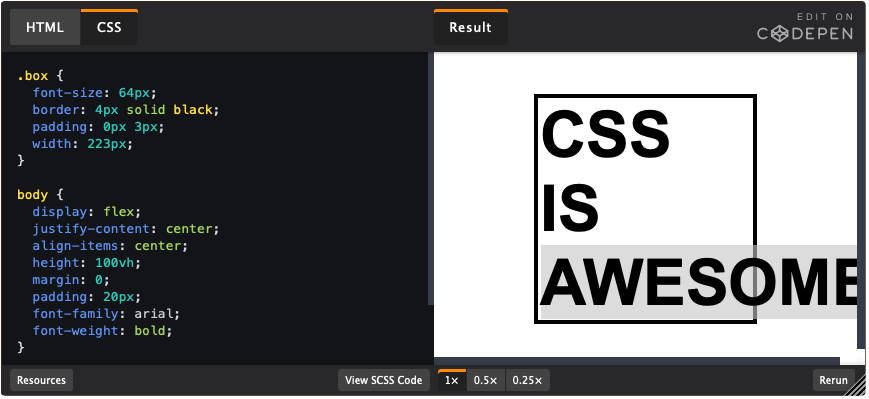 HTML CSS Result EDIT ON
CODEPEN
.box {
  font-size: 64px;
  border: 4px solid black;
  padding: 0px 3px;
  width: 223px;
}
body {
  display: flex;
  justify-content: center;
  align-items: center;
  height: 100vh;
  margin: 0;
  padding: 20px;
  font-family: arial;
  font-weight: bold;
}
CSS
IS
AWESOME
Resources View SCSS Code 1× 0.5× 0.25× Rerun